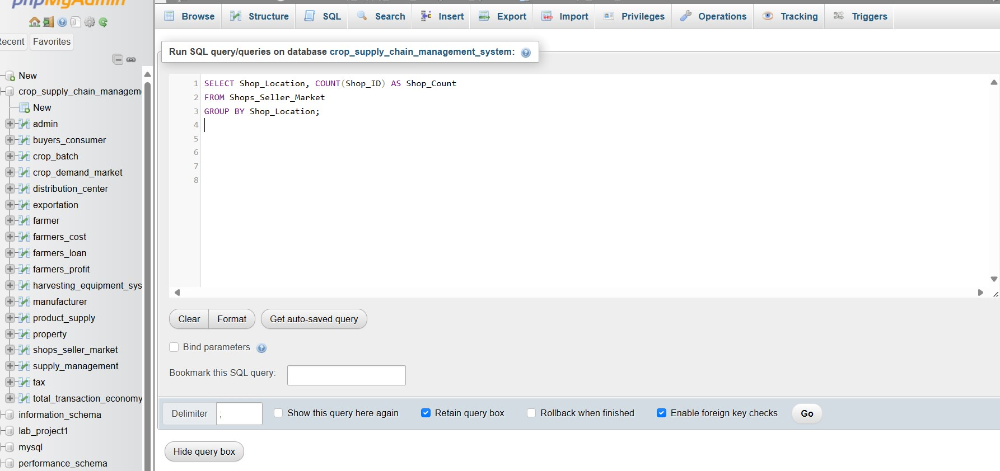 phpMyAdmin
Recent Favorites
New
crop_supply_chain_managem
New
admin
buyers_consumer
crop_batch
crop_demand_market
distribution_center
exportation
farmer
farmers_cost
farmers_loan
farmers_profit
harvesting_equipment_sys
manufacturer
product_supply
property
shops_seller_market
supply_management
tax
total_transaction_economy
information_schema
lab_project1
mysql
performance_schema
Browse Structure SQL Search Insert Export Import Privileges Operations Tracking Triggers
Run SQL query/queries on database crop_supply_chain_management_system:
1 SELECT Shop_Location, COUNT(Shop_ID) AS Shop_Count
2 FROM Shops_Seller_Market
3 GROUP BY Shop_Location;
4
5
6
7
8
Clear Format Get auto-saved query
Bind parameters
Bookmark this SQL query:
Delimiter ; Show this query here again Retain query box Rollback when finished Enable foreign key checks Go
Hide query box